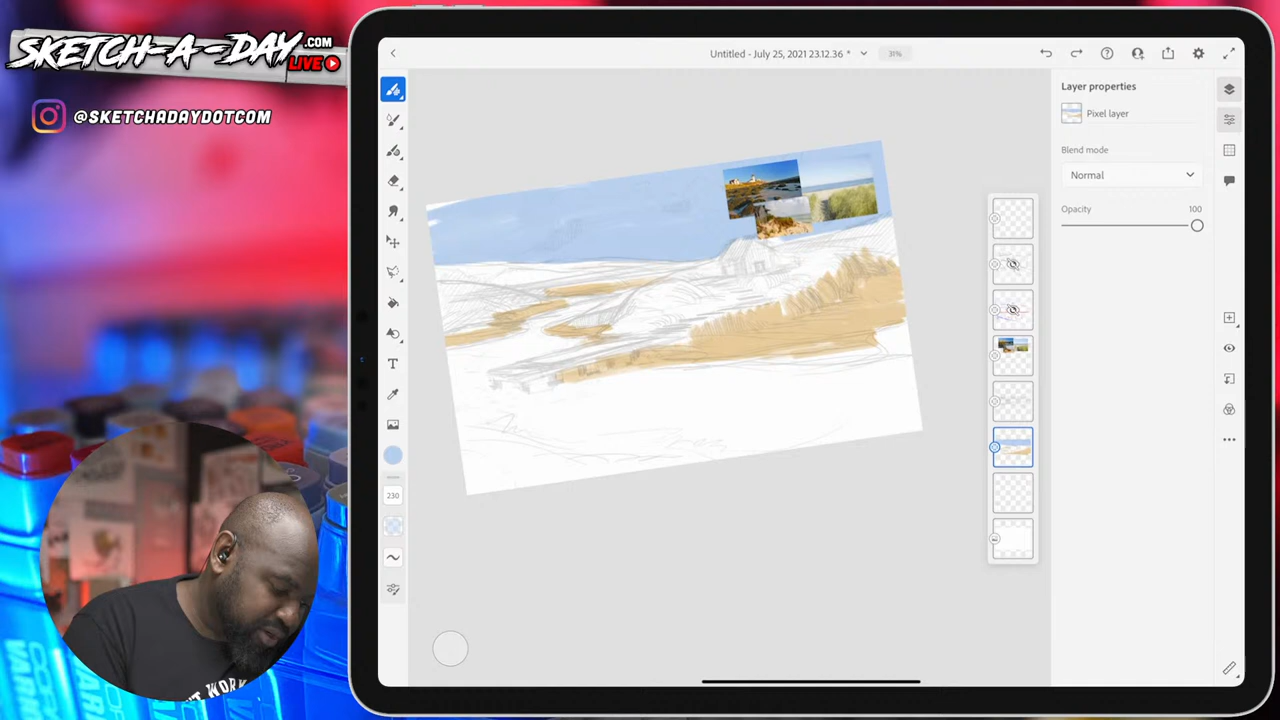 SKETCH-A-DAY.COM
LIVE
@SKETCHADAYDOTCOM
Untitled - July 25, 2021 23.12.36 *
31%
Layer properties
Pixel layer
Blend mode
Normal
Opacity 100
T
230